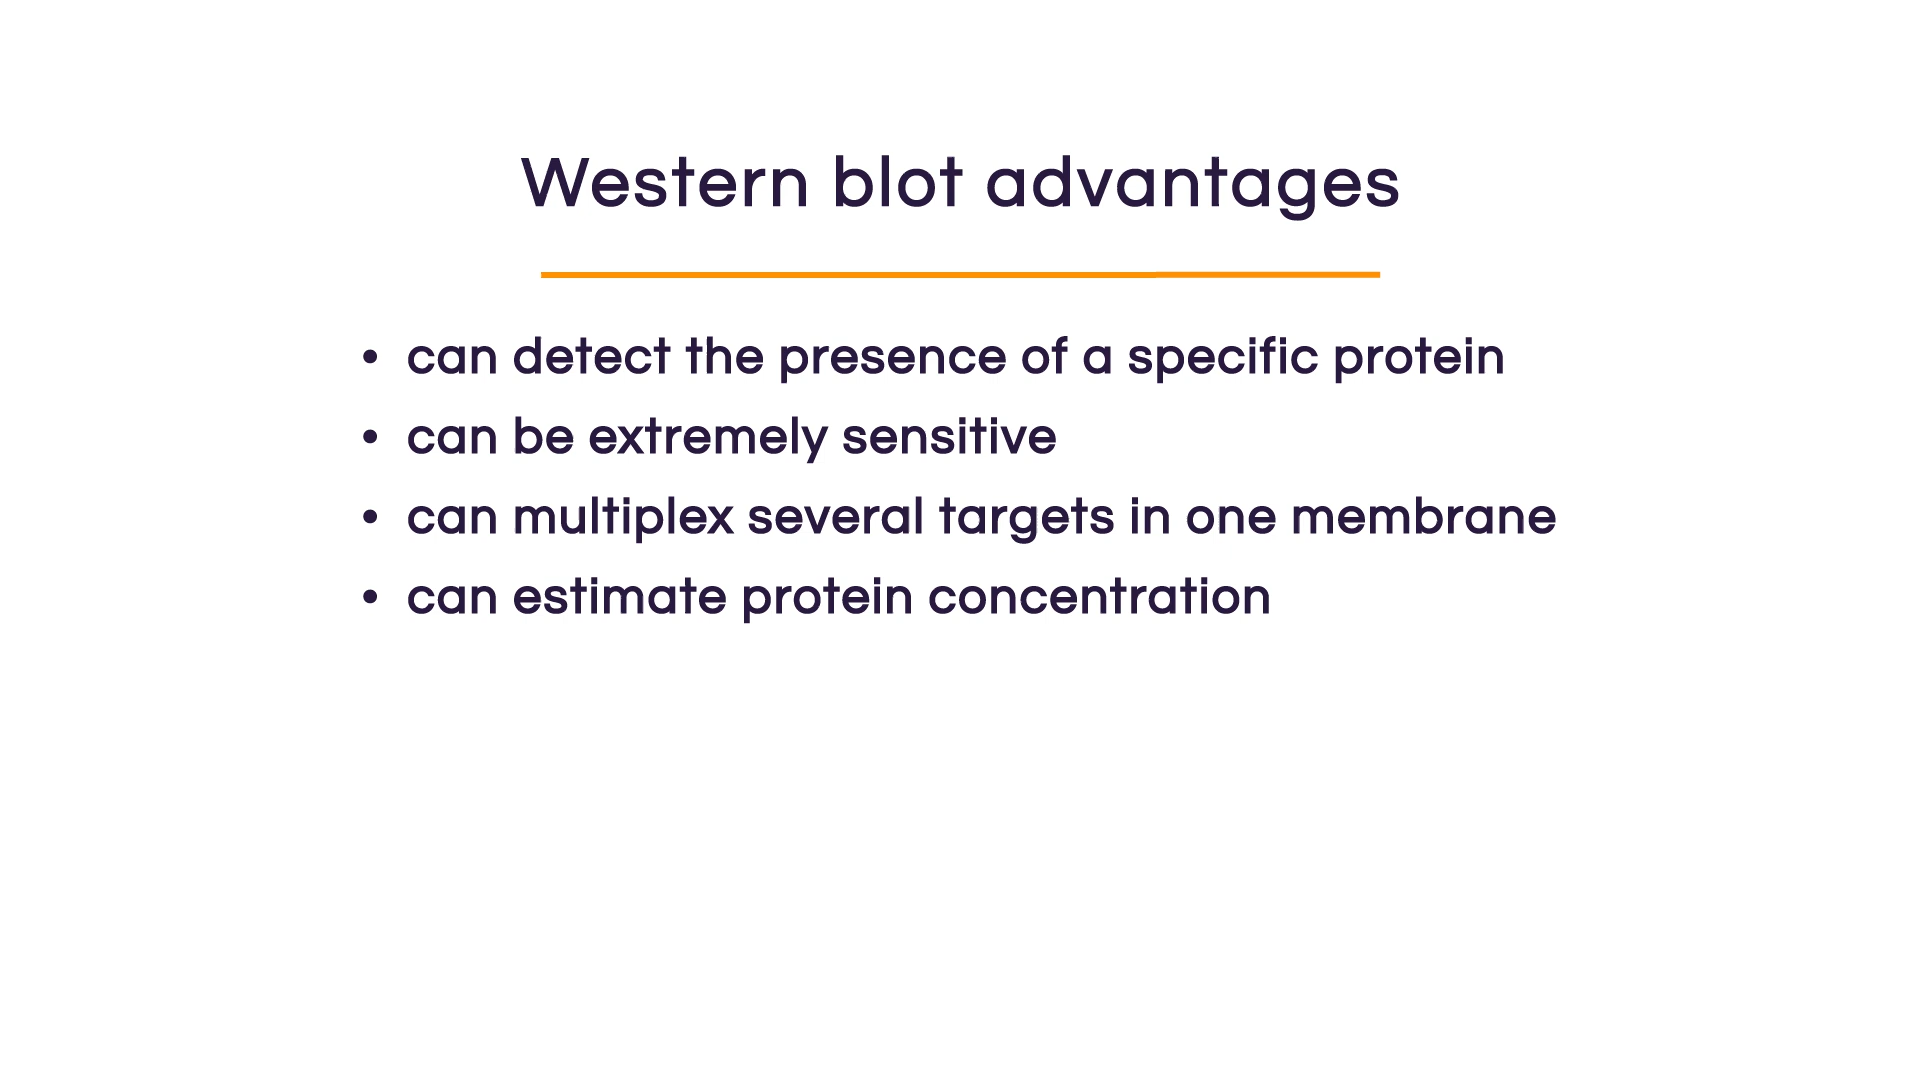 Western blot advantages
• can detect the presence of a specific protein
• can be extremely sensitive
• can multiplex several targets in one membrane
• can estimate protein concentration